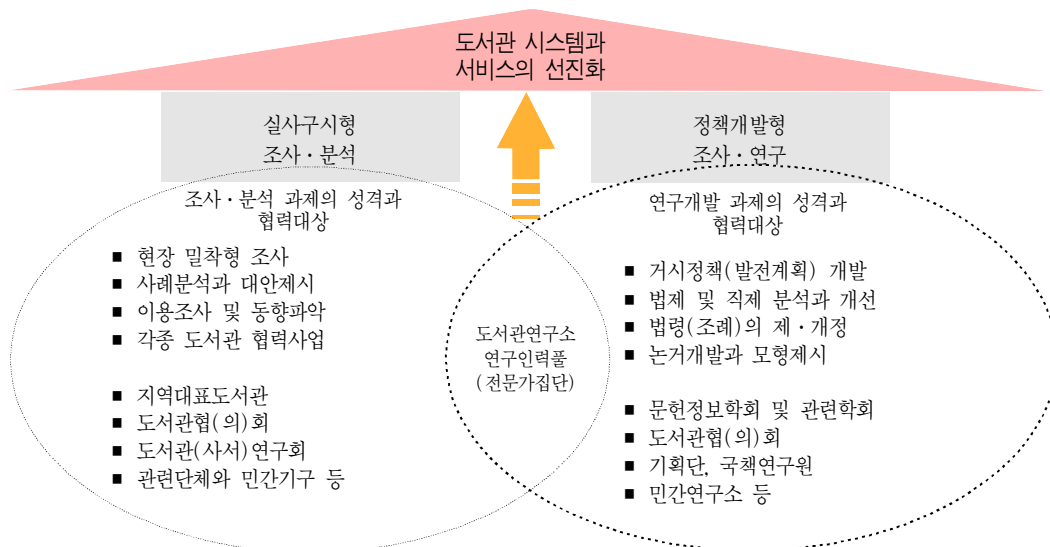 도서관 시스템과
서비스의 선진화
실사구시형
조사·분석
정책개발형
조사·연구
조사·분석 과제의 성격과
협력대상
■ 현장 밀착형 조사
■ 사례분석과 대안제시
■ 이용조사 및 동향파악
■ 각종 도서관 협력사업
■ 지역대표도서관
■ 도서관협(의)회
■ 도서관(사서)연구회
■ 관련단체와 민간기구 등
도서관연구소
연구인력풀
(전문가집단)
연구개발 과제의 성격과
협력대상
■ 거시정책(발전계획) 개발
■ 법제 및 직제 분석과 개선
■ 법령(조례)의 제·개정
■ 논거개발과 모형제시
■ 문헌정보학회 및 관련학회
■ 도서관협(의)회
■ 기획단, 국책연구원
■ 민간연구소 등